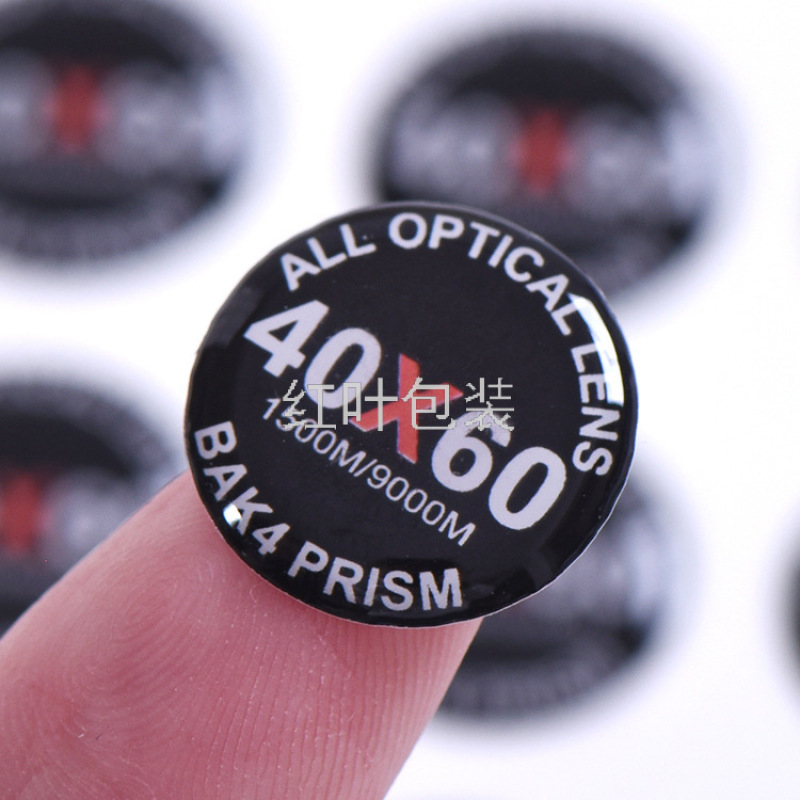 ALL OPTICAL LENS
40X60
1500M/9000M
BAK4 PRISM
红叶包装